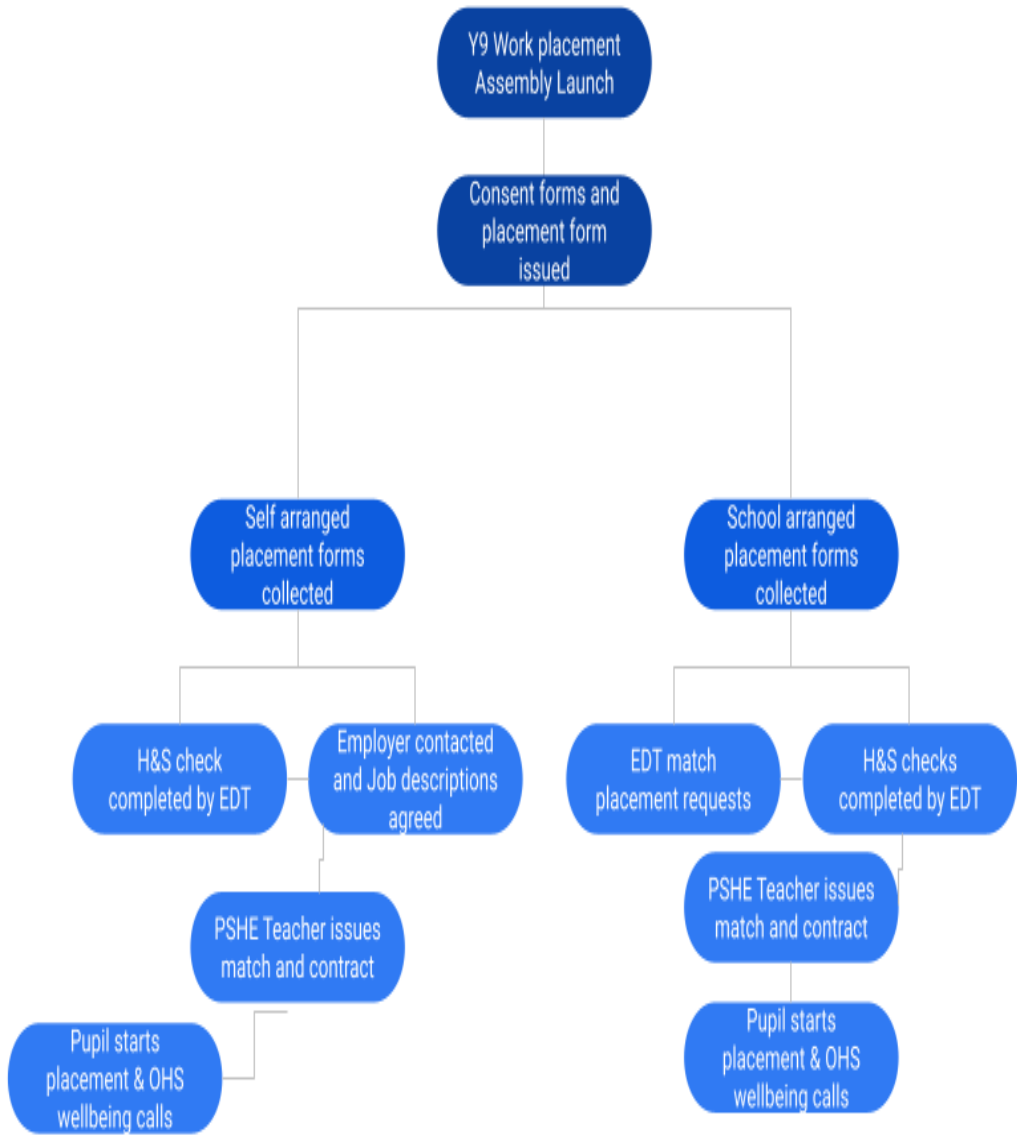 Y9 Work placement
Assembly Launch
Consent forms and
placement form
issued
Self arranged
placement forms
collected
School arranged
placement forms
collected
H&S check
completed by EDT
Employer contacted
and Job descriptions
agreed
EDT match
placement requests
H&S checks
completed by EDT
PSHE Teacher issues
match and contract
PSHE Teacher issues
match and contract
Pupil starts
placement & OHS
wellbeing calls
Pupil starts
placement & OHS
wellbeing calls